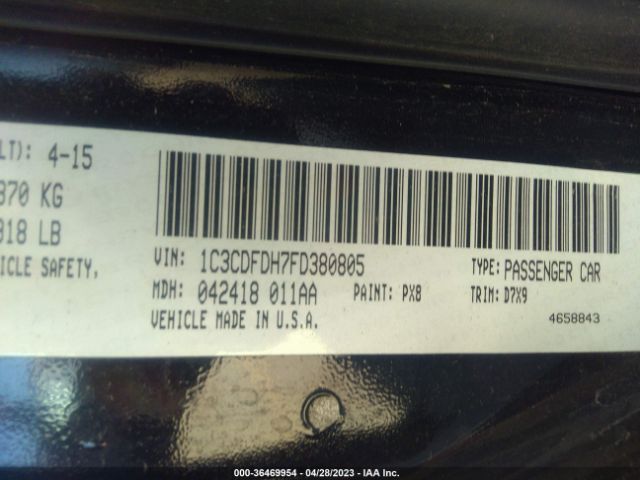 LT): 4-15
870 KG
918 LB
ICLE SAFETY,
VIN: 1C3CDFDH7FD380805 TYPE: PASSENGER CAR
MDH: 042418 011AA PAINT: PX8 TRIM: D7X9
VEHICLE MADE IN U.S.A. 4658843
000-36469954 - 04/28/2023 - IAA Inc.